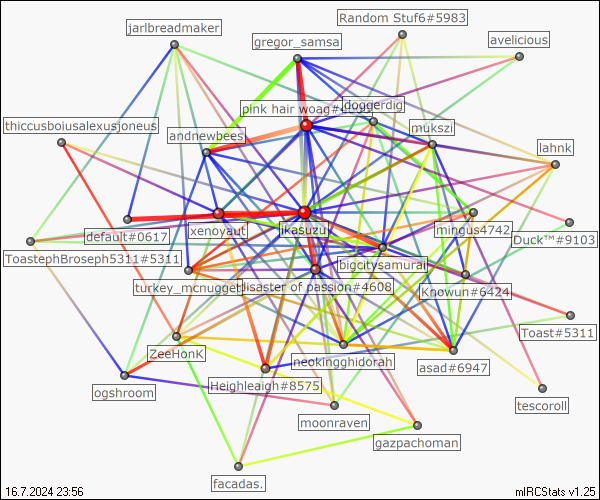 Random Stuf6#5983
jarlbreadmaker
gregor_samsa
avelicious
pink hair woag#
doggerdig
thiccusbousalexusjoneus
andnewbees
mukszi
lahnk
default#0617
xenoyaut
ikasuzu
mingus4742
Duck™#9103
ToastephBroseph5311#5311
bigcitysamurai
turkey_mcnugget
disaster of passion#4608
Knowun#6424
Toast#5311
ZeeHonK
neokingghidorah
asad#6947
ogshroom
Heighleaigh#8575
tescoroll
moonraven
gazpachoman
facadas.
16.7.2024 23:56
mIRCStats v1.25